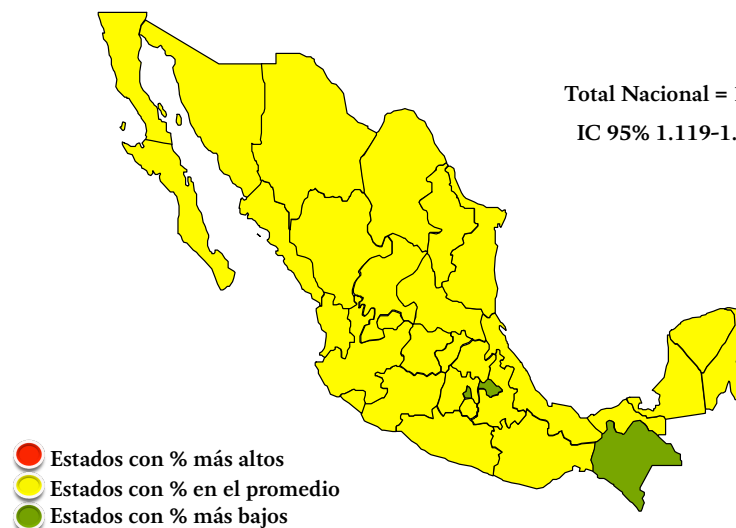 Total Nacional =
IC 95% 1.119-1.
Estados con % más altos
Estados con % en el promedio
Estados con % más bajos